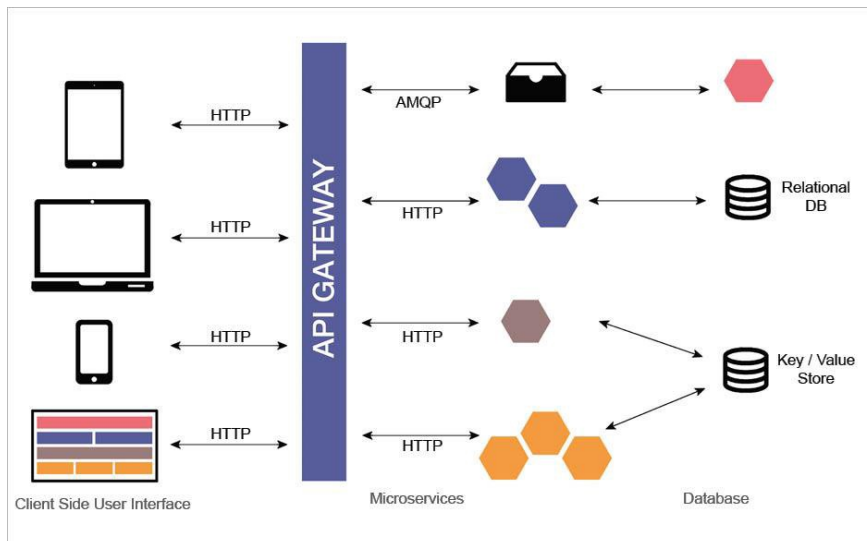 HTTP
HTTP
HTTP
HTTP
API GATEWAY
AMQP
HTTP
HTTP
HTTP
Relational
DB
Key / Value
Store
Client Side User Interface
Microservices
Database